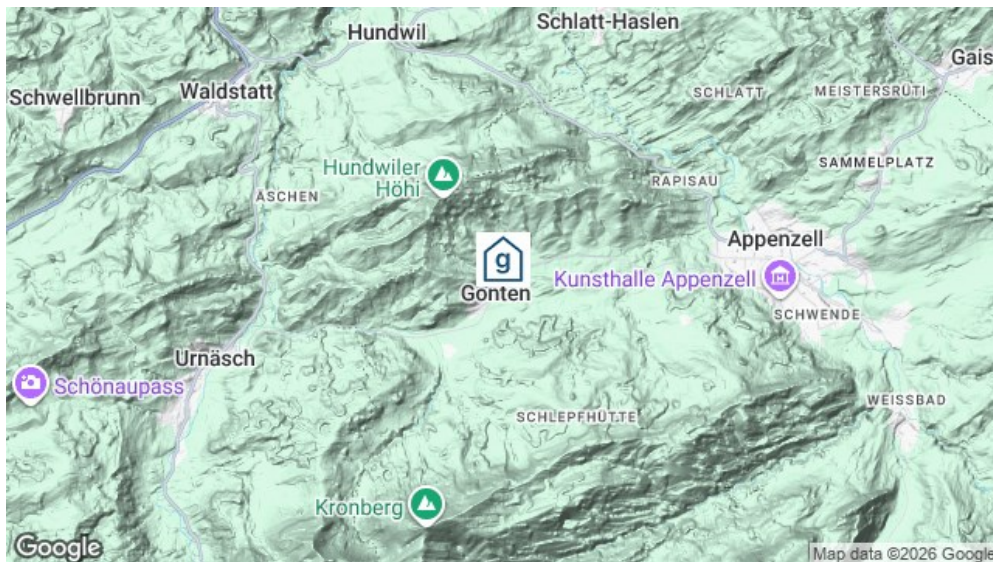 Schlatt-Haslen
Hundwil
Gais
Waldstatt
Schwellbrunn
SCHLATT
MEISTERSRÜTI
Hundwiler
Höhi
SAMMELPLATZ
RAPISAU
ÄSCHEN
Appenzell
g
Kunsthalle Appenzell
Gonten
SCHWENDE
Urnäsch
Schönaupass
WEISSBAD
SCHLEPFHÜTTE
Kronberg
Google
Map data ©2026 Google